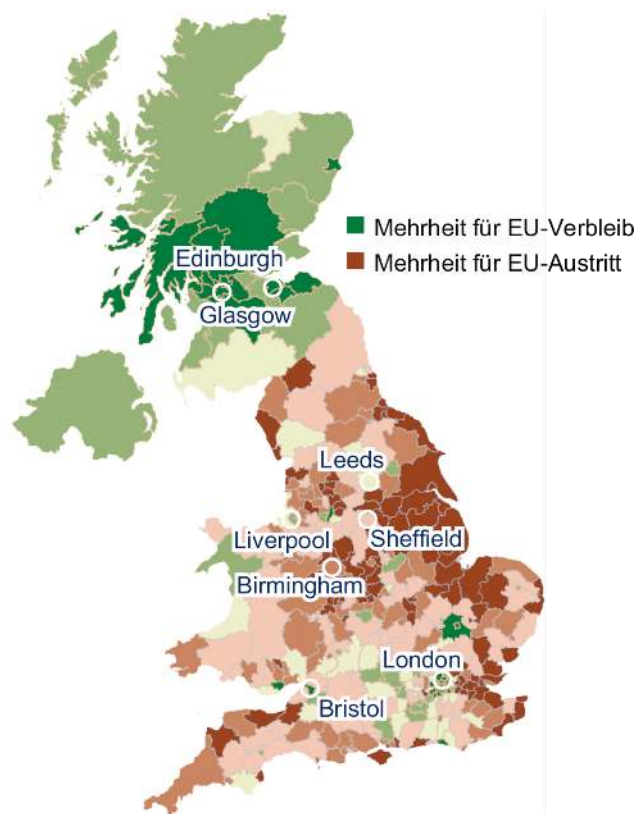 Mehrheit für EU-Verbleib
Mehrheit für EU-Austritt
Edinburgh
Glasgow
Leeds
Liverpool
Sheffield
Birmingham
London
Bristol